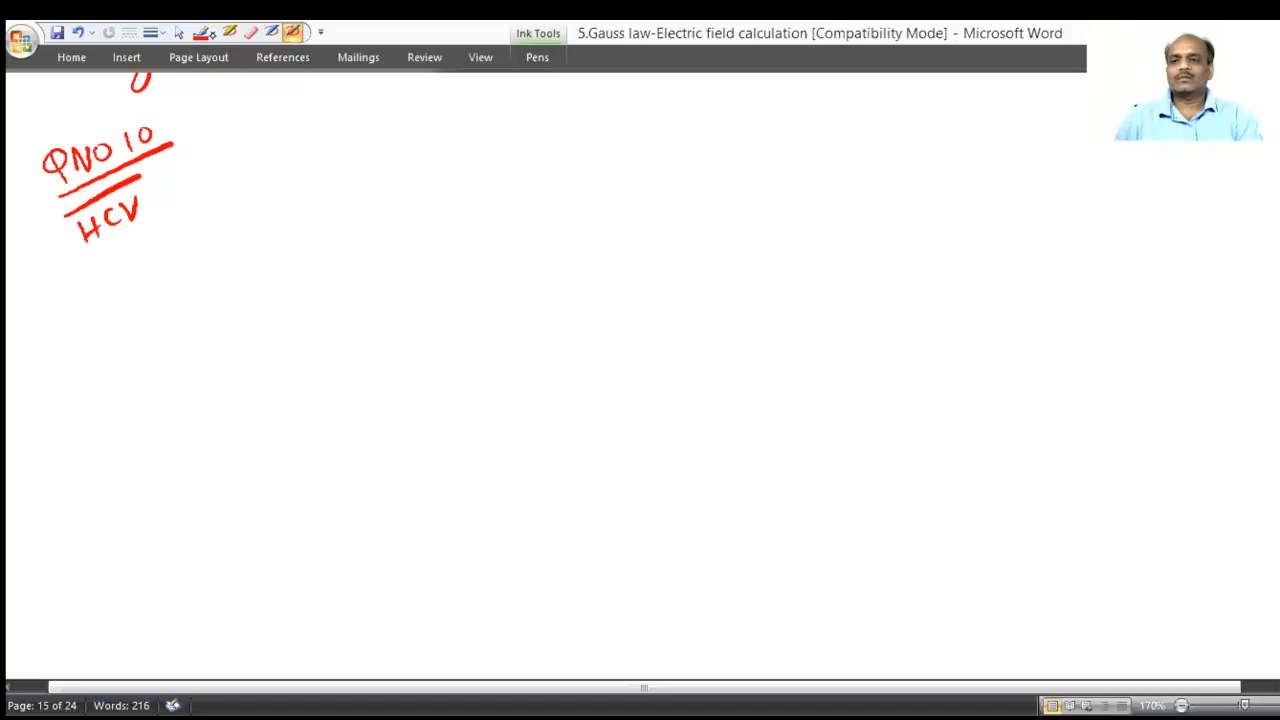 Ink Tools
5.Gauss law-Electric field calculation [Compatibility Mode] - Microsoft Word
Home Insert Page Layout References Mailings Review View Pens
QNO 10
HCV
Page: 15 of 24 Words: 216 170%